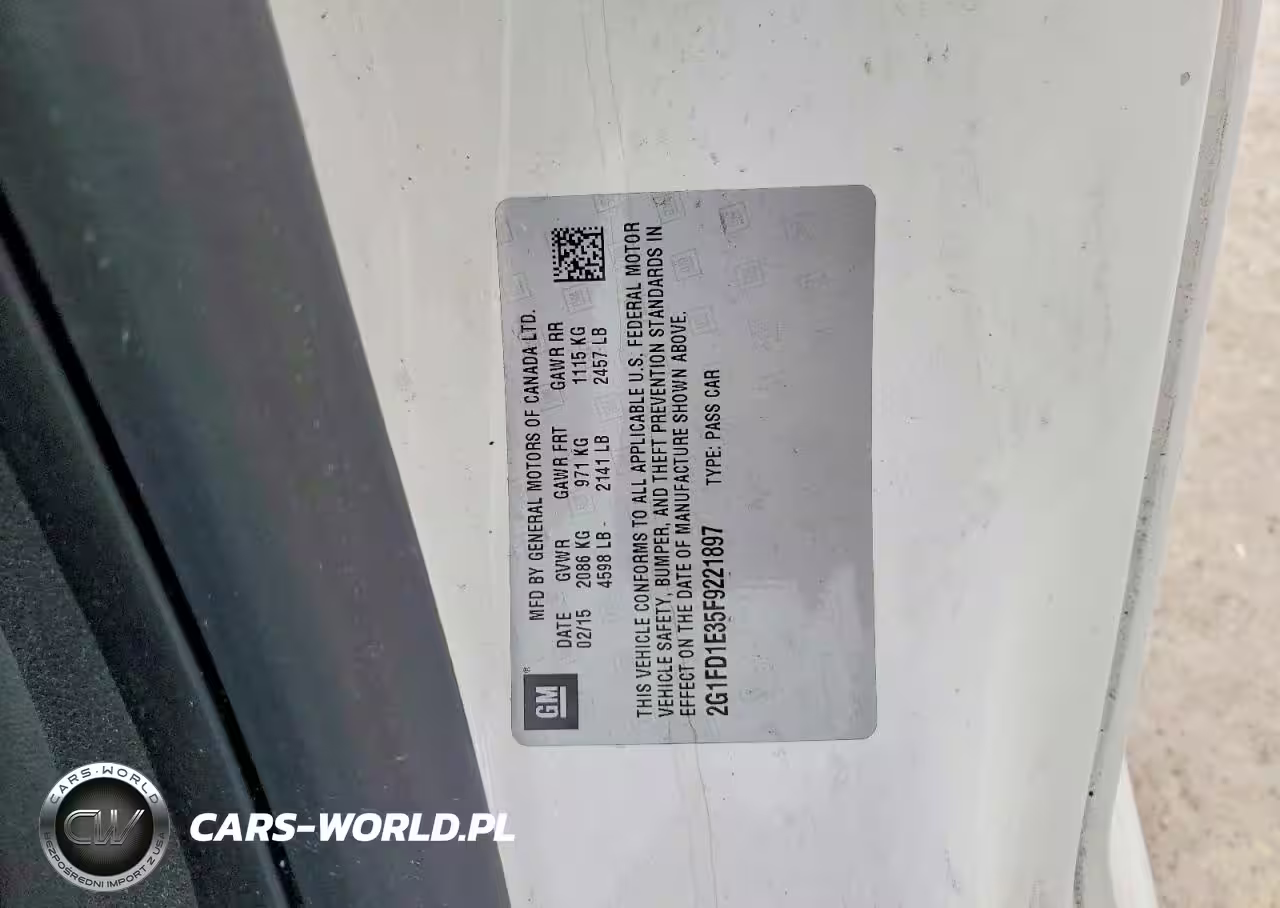 MFD BY GENERAL MOTORS OF CANADA LTD.
DATE GVWR GAWR FRT GAWR RR
02/15 2086 KG 971 KG 1115 KG
4598 LB 2141 LB 2457 LB
THIS VEHICLE CONFORMS TO ALL APPLICABLE U.S. FEDERAL MOTOR
VEHICLE SAFETY, BUMPER, AND THEFT PREVENTION STANDARDS IN
EFFECT ON THE DATE OF MANUFACTURE SHOWN ABOVE.
2G1FD1E35F9221897 TYPE: PASS CAR
GM®
CARS-WORLD
CW
BEZPOŚREDNI IMPORT Z USA
CARS-WORLD.PL